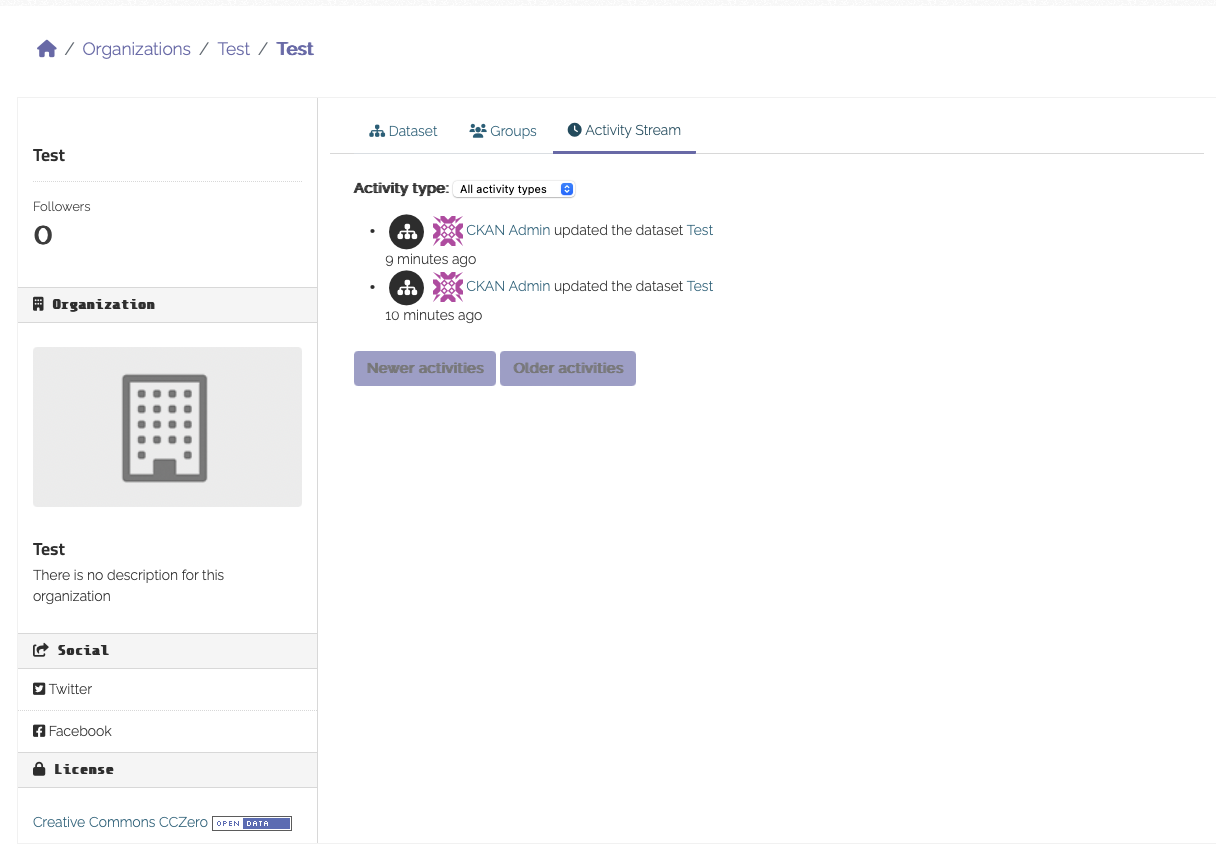 / Organizations / Test / Test
Test
Followers
0
Organization
Test
There is no description for this
organization
Social
Twitter
Facebook
License
Creative Commons CCZero OPEN DATA
Dataset Groups Activity Stream
Activity type: All activity types
CKAN Admin updated the dataset Test
9 minutes ago
CKAN Admin updated the dataset Test
10 minutes ago
Newer activities Older activities